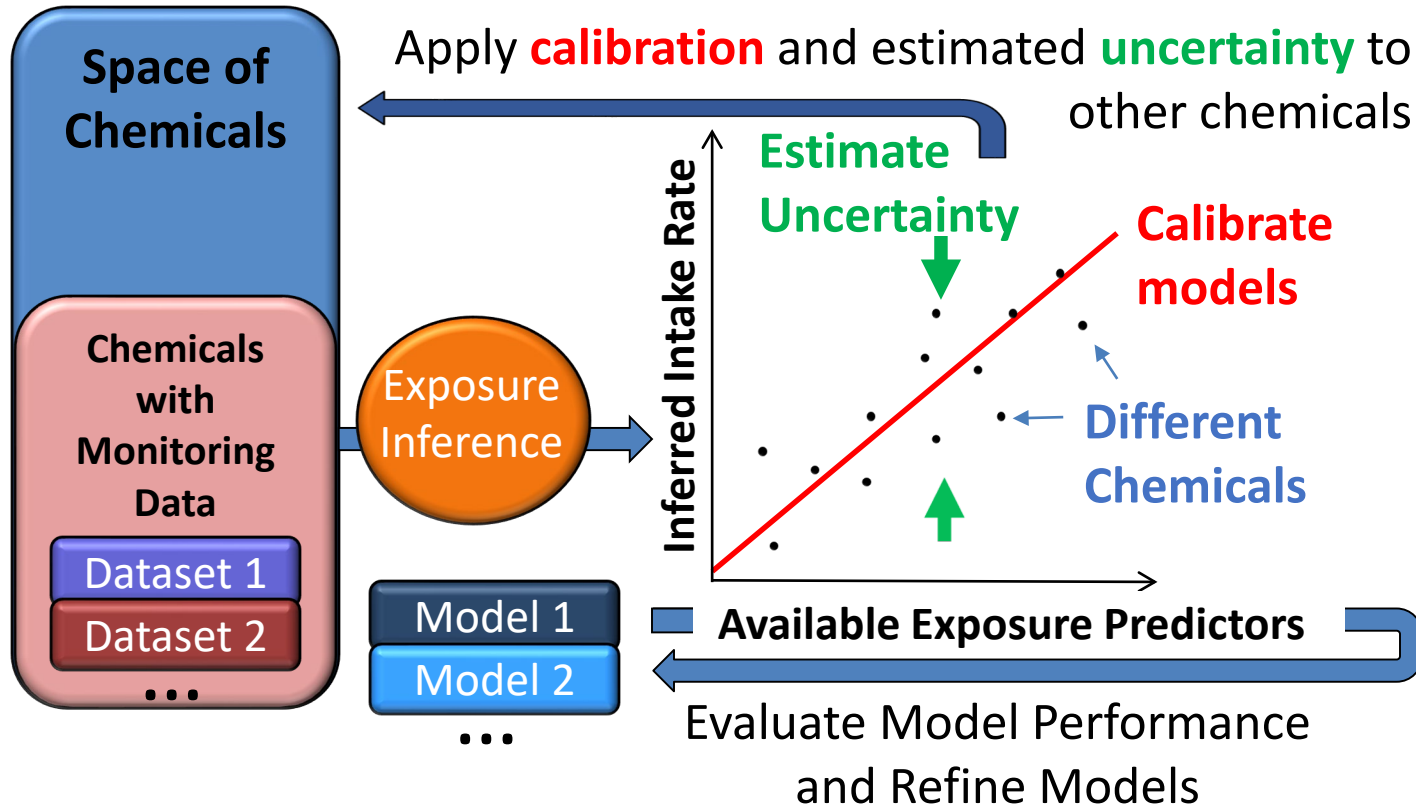 Space of
Chemicals
Apply calibration and estimated uncertainty to
other chemicals
Chemicals
with
Monitoring
Data
Dataset 1
Dataset 2
...
Exposure
Inference
Model 1
Model 2
...
Inferred Intake Rate
Estimate
Uncertainty
Calibrate
models
Different
Chemicals
Available Exposure Predictors
Evaluate Model Performance
and Refine Models